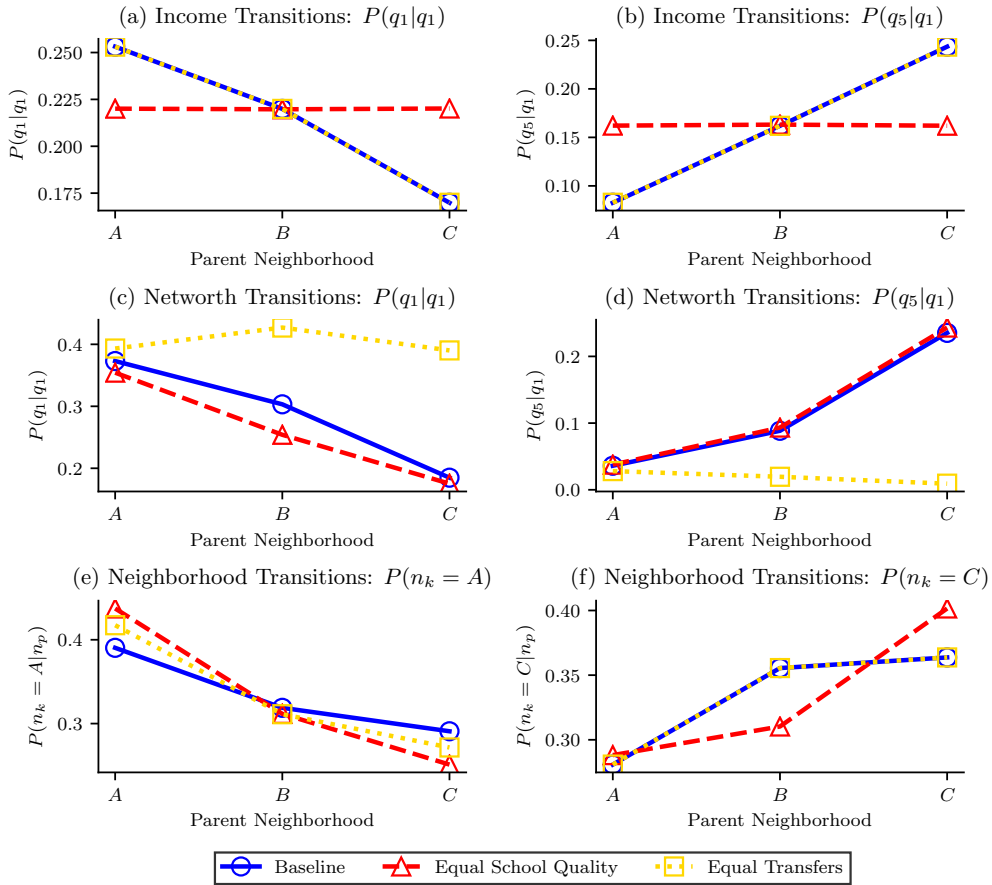 (a) Income Transitions: P(q₁|q₁)
P(q₁|q₁)
0.250
0.225
0.200
0.175
A B C
Parent Neighborhood
(b) Income Transitions: P(q₅|q₁)
P(q₅|q₁)
0.25
0.20
0.15
0.10
A B C
Parent Neighborhood
(c) Networth Transitions: P(q₁|q₁)
P(q₁|q₁)
0.4
0.3
0.2
A B C
Parent Neighborhood
(d) Networth Transitions: P(q₅|q₁)
P(q₅|q₁)
0.2
0.1
0.0
A B C
Parent Neighborhood
(e) Neighborhood Transitions: P(nₖ = A)
P(nₖ = A|nₚ)
0.4
0.3
A B C
Parent Neighborhood
(f) Neighborhood Transitions: P(nₖ = C)
P(nₖ = C|nₚ)
0.40
0.35
0.30
A B C
Parent Neighborhood
Baseline Equal School Quality Equal Transfers